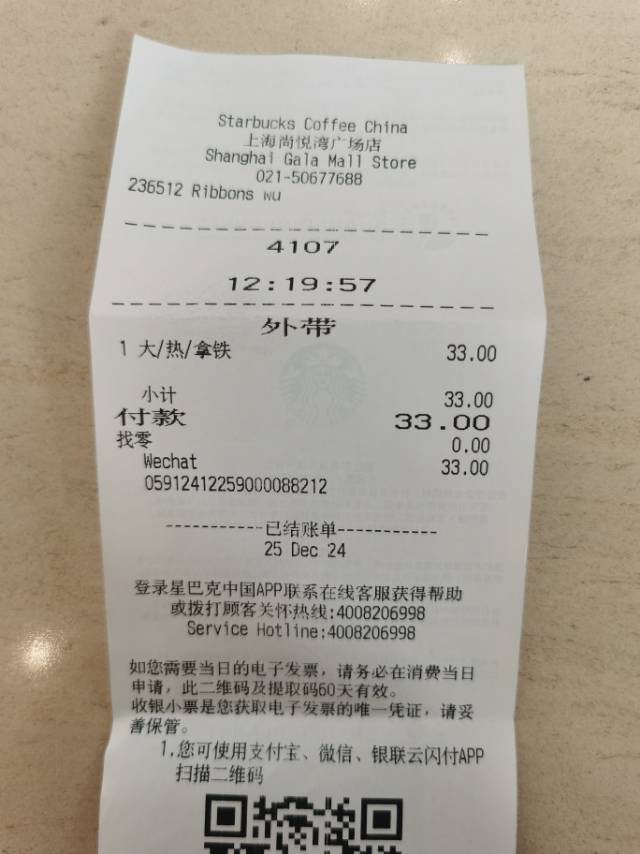 Starbucks Coffee China
上海尚悦湾广场店
Shanghai Gala Mall Store
021-50677688
236512 Ribbons wu
4107
12:19:57
外带
1 大/热/拿铁 33.00
小计 33.00
付款 33.00
找零 0.00
Wechat 33.00
05912412259000088212
-----------已结账单-----------
25 Dec 24
登录星巴克中国APP联系在线客服获得帮助
或拨打顾客关怀热线:4008206998
Service Hotline:4008206998
如您需要当日的电子发票，请务必在消费当日
申请，此二维码及提取码60天有效。
收银小票是您获取电子发票的唯一凭证，请妥
善保管。
1.您可使用支付宝、微信、银联云闪付APP
扫描二维码